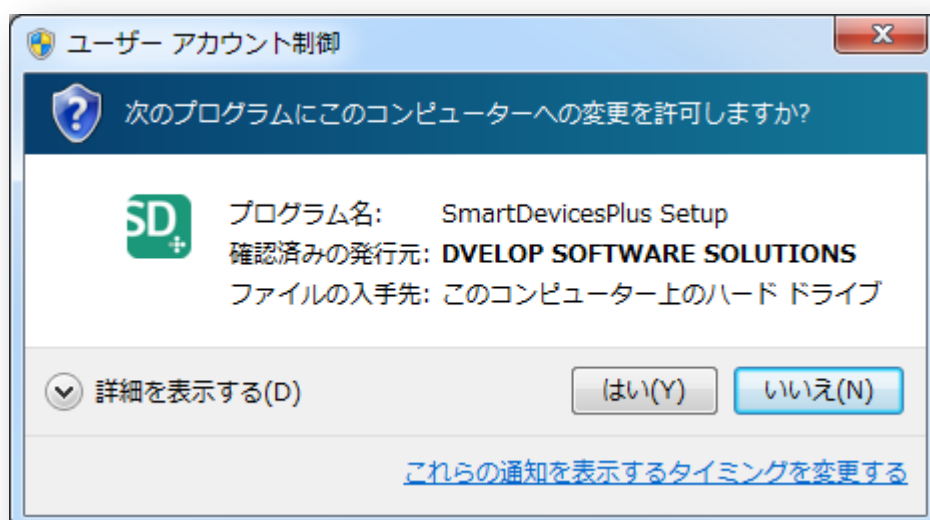 ユーザー アカウント制御
次のプログラムにこのコンピューターへの変更を許可しますか?
SD+
プログラム名: SmartDevicesPlus Setup
確認済みの発行元: DVELOP SOFTWARE SOLUTIONS
ファイルの入手先: このコンピューター上のハード ドライブ
詳細を表示する(D)
はい(Y)
いいえ(N)
これらの通知を表示するタイミングを変更する